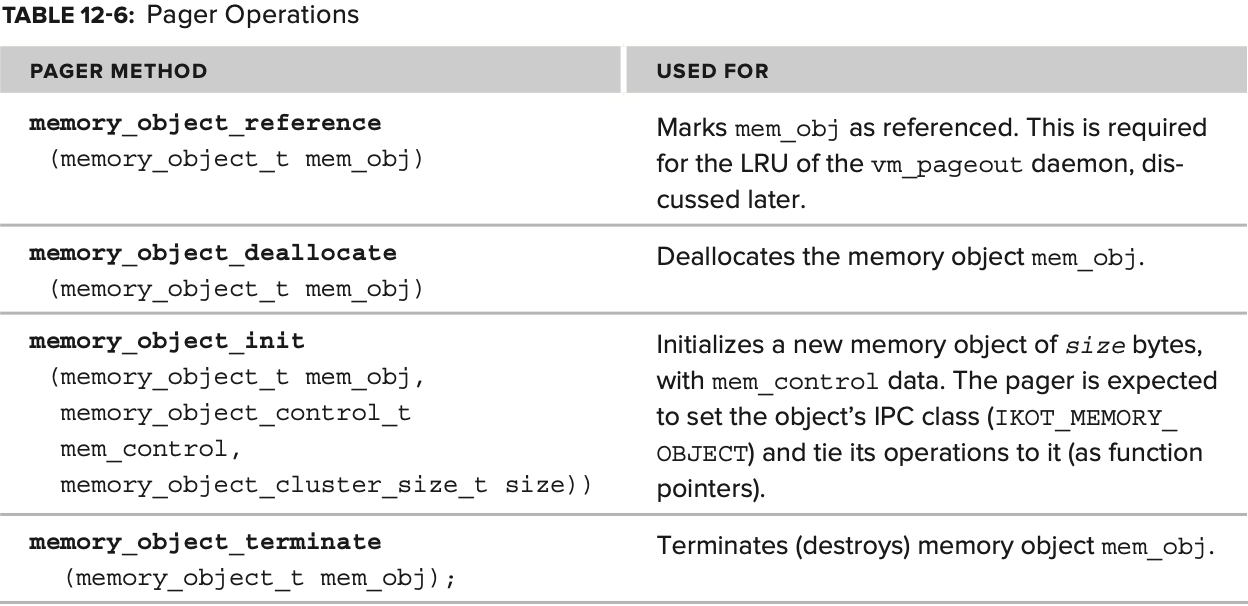 TABLE 12-6: Pager Operations
PAGER METHOD
USED FOR
memory_object_reference
(memory_object_t mem_obj)
Marks mem_obj as referenced. This is required
for the LRU of the vm_pageout daemon, dis-
cussed later.
memory_object_deallocate
(memory_object_t mem_obj)
Deallocates the memory object mem_obj.
memory_object_init
(memory_object_t mem_obj,
memory_object_control_t
mem_control,
memory_object_cluster_size_t size))
Initializes a new memory object of size bytes,
with mem_control data. The pager is expected
to set the object’s IPC class (IKOT_MEMORY_
OBJECT) and tie its operations to it (as function
pointers).
memory_object_terminate
(memory_object_t mem_obj);
Terminates (destroys) memory object mem_obj.